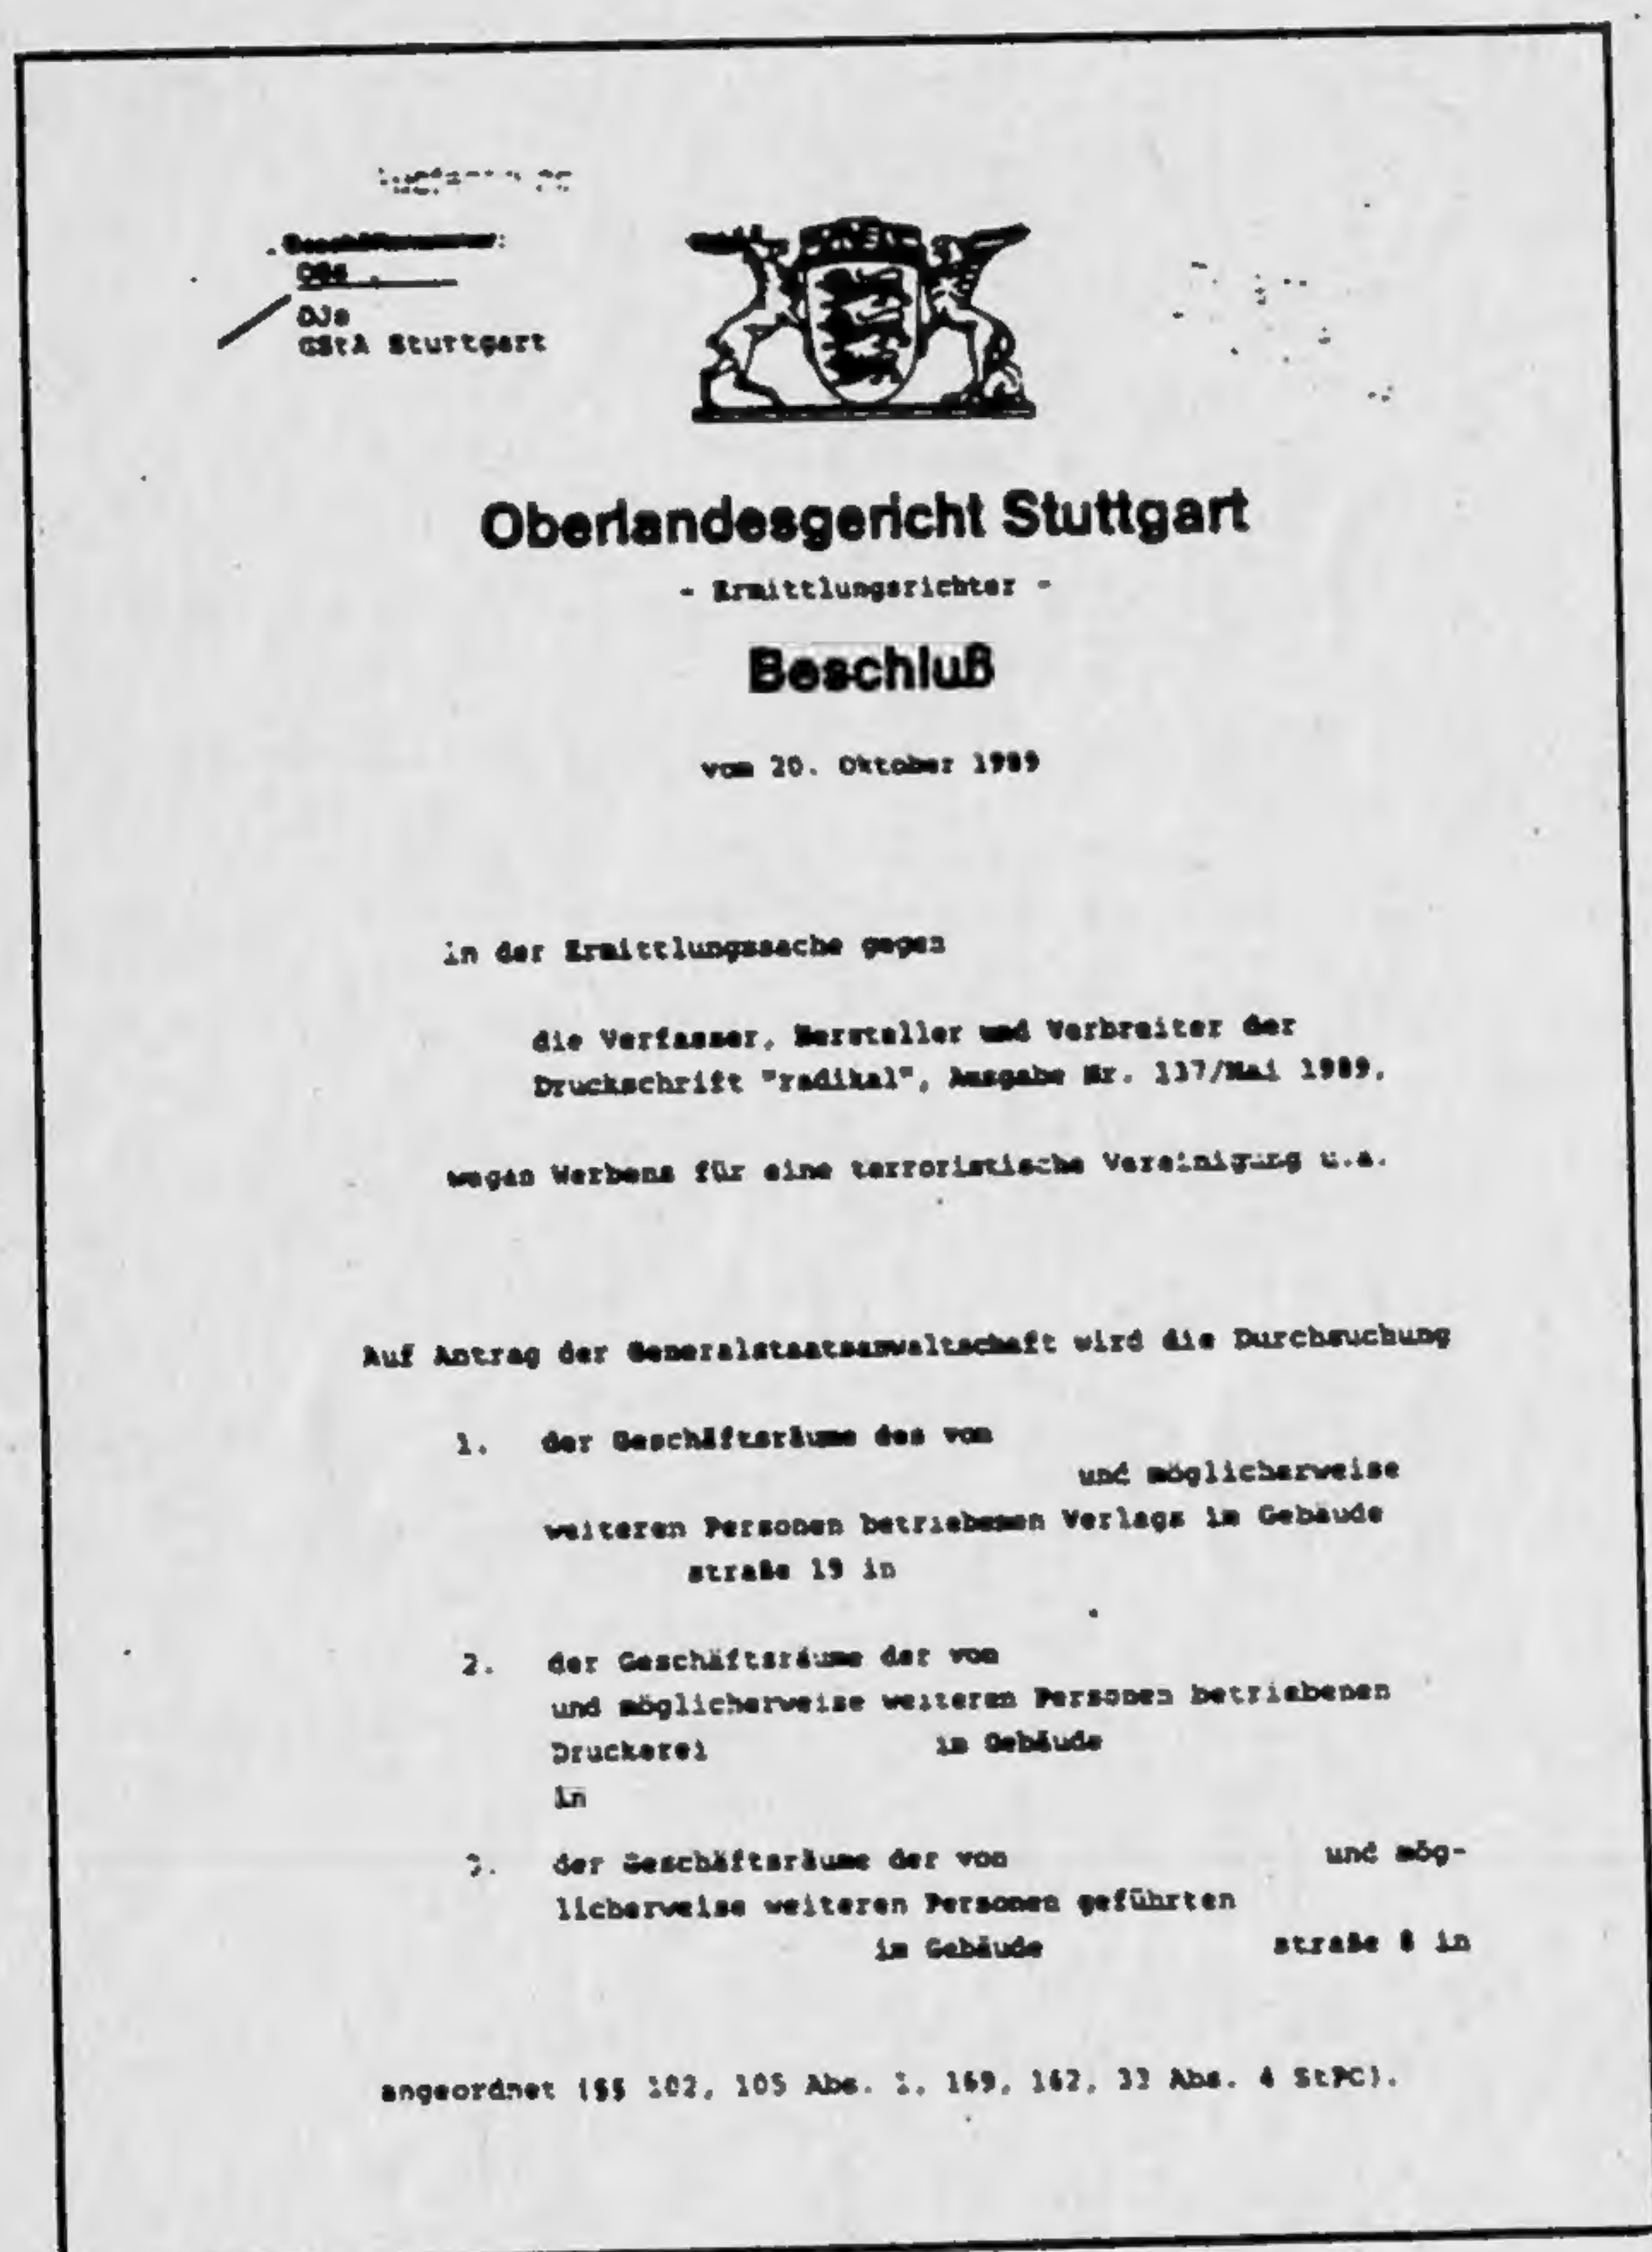 OJs
GStA Stuttgart
Oberlandesgericht Stuttgart
- Ermittlungsrichter -
Beschluß
vom 20. Oktober 1989
in der Ermittlungssache gegen
die Verfasser, Hersteller und Verbreiter der
Druckschrift "radikal", Ausgabe Nr. 137/Mai 1989,
wegen Werbens für eine terroristische Vereinigung u.a.
Auf Antrag der Generalstaatsanwaltschaft wird die Durchsuchung
1. der Geschäftsräume des von
und möglicherweise
weiteren Personen betriebenen Verlags im Gebäude
straße 19 in
2. der Geschäftsräume der von
und möglicherweise weiteren Personen betriebenen
Druckerei im Gebäude
in
3. der Geschäftsräume der von und mög-
licherweise weiteren Personen geführten
im Gebäude straße 8 in
angeordnet (§§ 102, 105 Abs. 1, 169, 162, 33 Abs. 4 StPO).